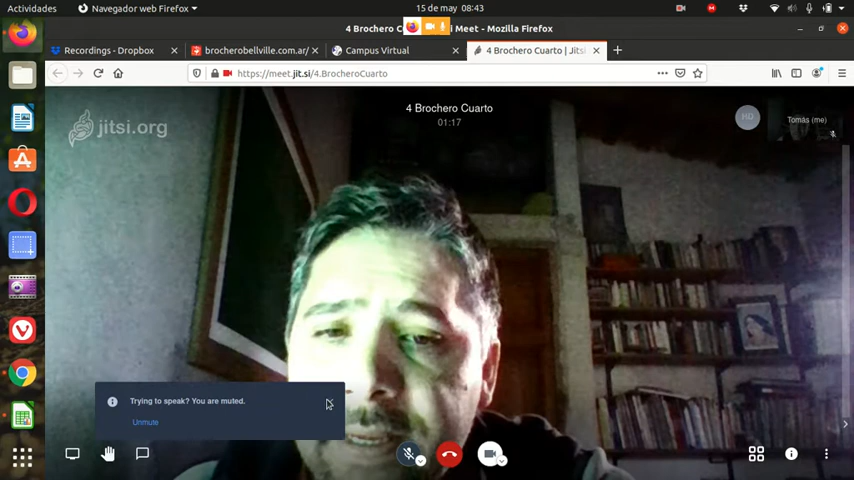 Actividades
Navegador web Firefox
15 de may 08:43
4 Brochero Cuarto
Meet - Mozilla Firefox
Recordings - Dropbox
brocherobellville.com.ar/
Campus Virtual
4 Brochero Cuarto | Jitsi
https://meet.jit.si/4.BrocheroCuarto
jitsi.org
4 Brochero Cuarto
01:17
HD
Tomás (me)
Trying to speak? You are muted.
Unmute